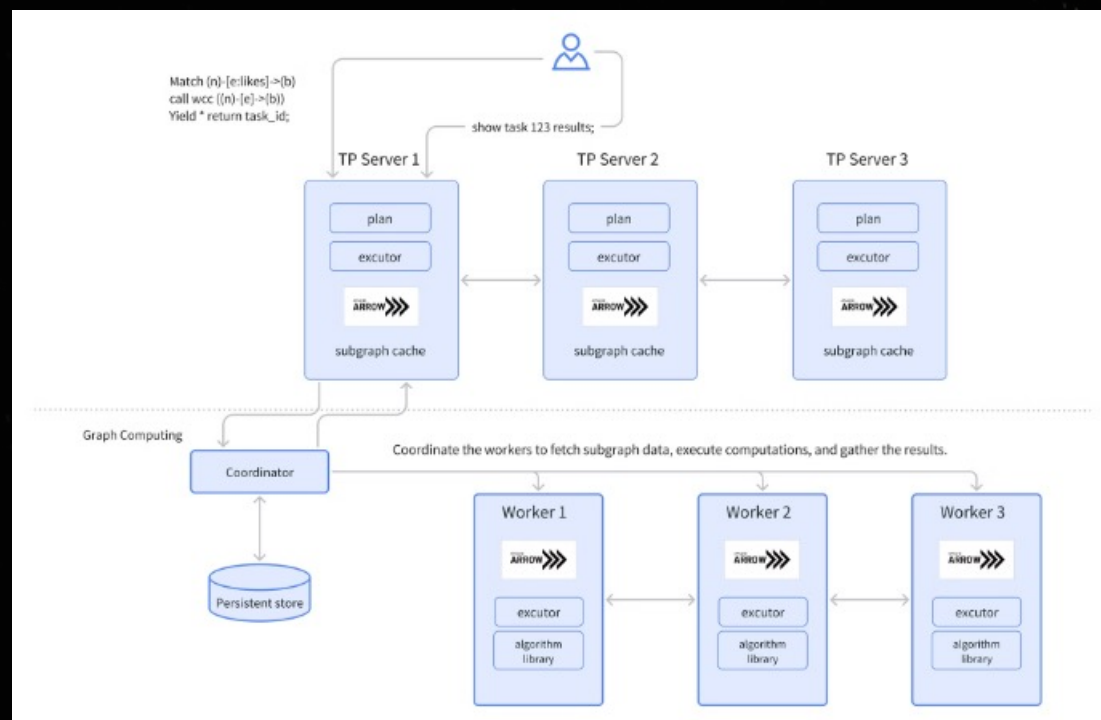 Match (n)-[e:likes]->(b)
call wcc ((n)-[e]->(b))
Yield * return task_id;
show task 123 results;
TP Server 1
TP Server 2
TP Server 3
plan
plan
plan
excutor
excutor
excutor
ARROW
ARROW
ARROW
subgraph cache
subgraph cache
subgraph cache
Graph Computing
Coordinate the workers to fetch subgraph data, execute computations, and gather the results.
Coordinator
Worker 1
Worker 2
Worker 3
ARROW
ARROW
ARROW
Persistent store
excutor
excutor
excutor
algorithm
library
algorithm
library
algorithm
library